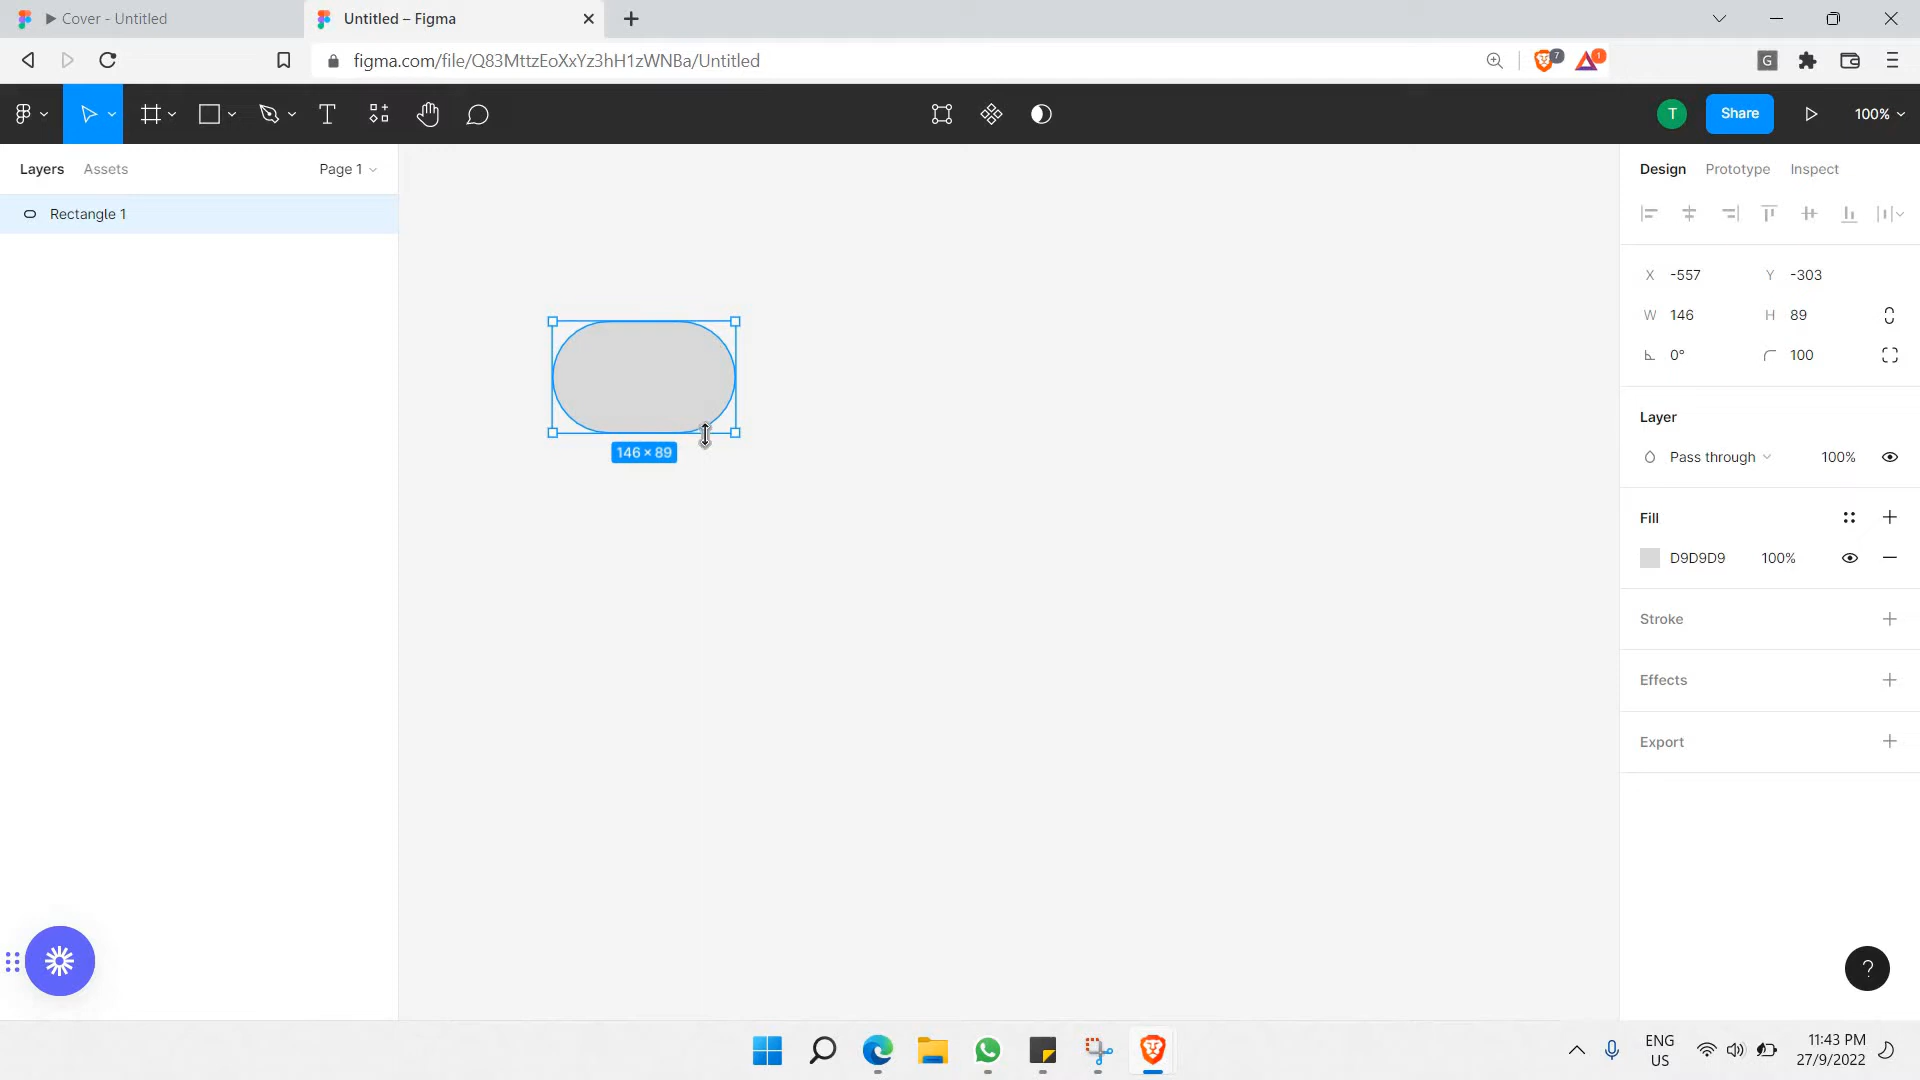 ▶ Cover - Untitled
Untitled – Figma
figma.com/file/Q83MttzEoXxYz3hH1zWNBa/Untitled
7
1
G
T
Share
100%
Layers
Assets
Page 1
Design
Prototype
Inspect
Rectangle 1
X -557
Y -303
W 146
H 89
0°
100
146 × 89
Layer
Pass through
100%
Fill
D9D9D9
100%
Stroke
Effects
Export
?
ENG
US
11:43 PM
27/9/2022